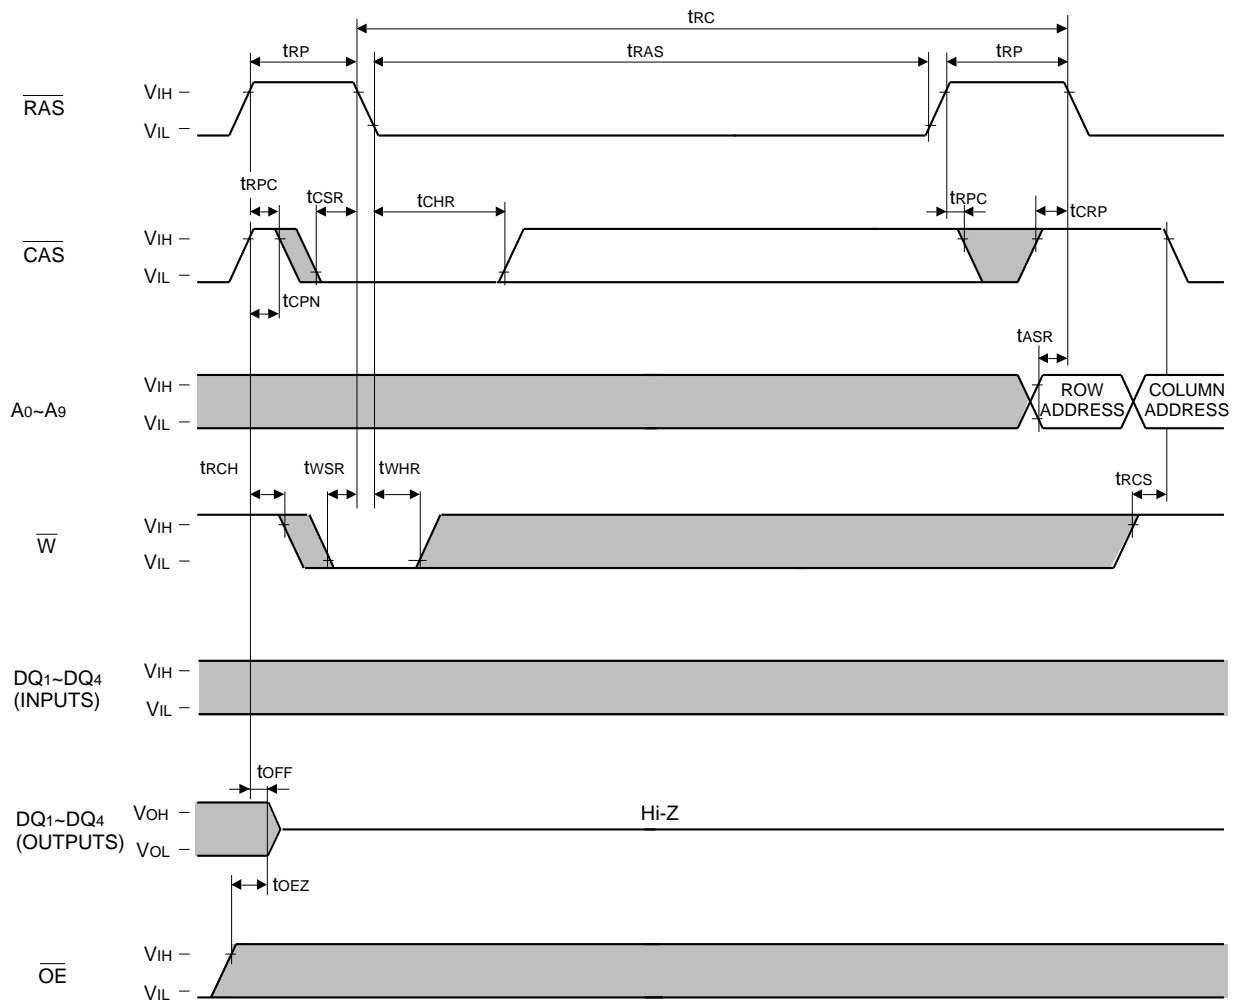 tRC
tRP
tRAS
tRP
RAS
VIH
VIL
tRPC
tCSR
tCHR
tRPC
tCRP
CAS
VIH
VIL
tCPN
tASR
A0~A9
VIH
VIL
ROW
ADDRESS
COLUMN
ADDRESS
tRCH
tWSR
tWHR
tRCS
W
VIH
VIL
DQ1~DQ4
(INPUTS)
VIH
VIL
tOFF
DQ1~DQ4
(OUTPUTS)
VOH
VOL
Hi-Z
tOEZ
OE
VIH
VIL